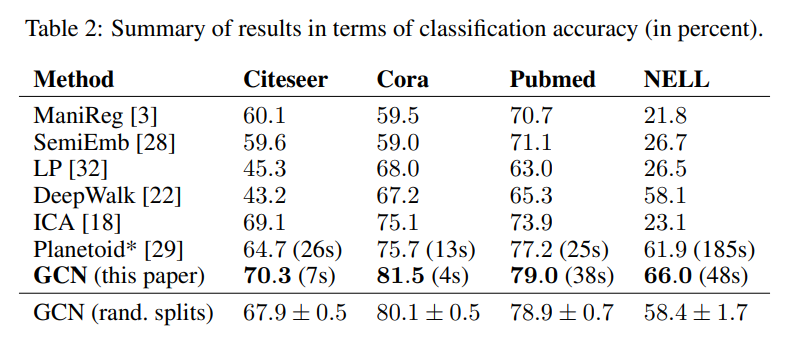 Table 2: Summary of results in terms of classification accuracy (in percent).
Method Citeseer Cora Pubmed NELL
ManiReg [3] 60.1 59.5 70.7 21.8
SemiEmb [28] 59.6 59.0 71.1 26.7
LP [32] 45.3 68.0 63.0 26.5
DeepWalk [22] 43.2 67.2 65.3 58.1
ICA [18] 69.1 75.1 73.9 23.1
Planetoid* [29] 64.7 (26s) 75.7 (13s) 77.2 (25s) 61.9 (185s)
GCN (this paper) 70.3 (7s) 81.5 (4s) 79.0 (38s) 66.0 (48s)
GCN (rand. splits) 67.9 ± 0.5 80.1 ± 0.5 78.9 ± 0.7 58.4 ± 1.7